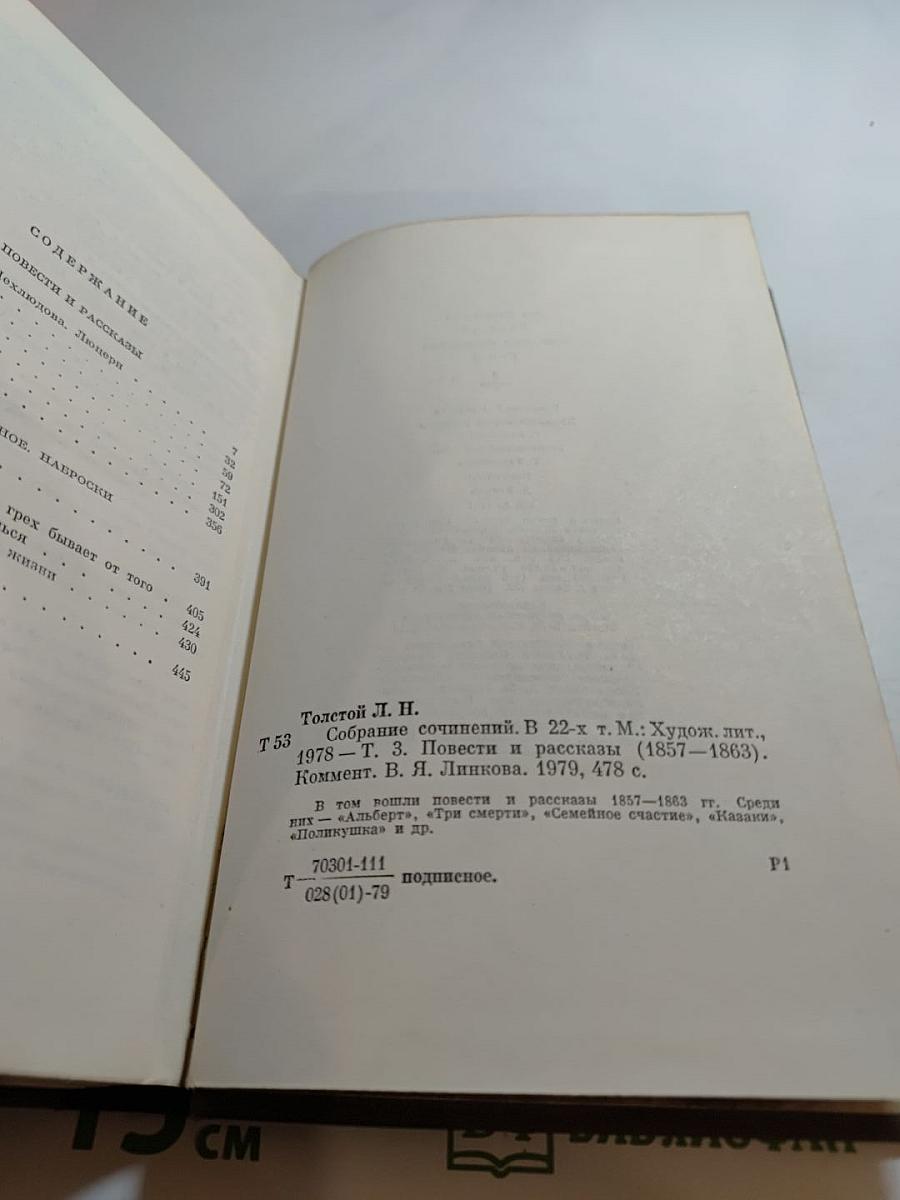 СОДЕРЖАНИЕ
ПОВЕСТИ И РАССКАЗЫ
Нехлюдова. Люцерн
7
32
59
72
151
302
356
НАБРОСКИ
391
грех бывает от того
405
424
жизни
430
445
Толстой Л. Н.
Т 53
Собрание сочинений. В 22-х т. М.: Худож. лит.,
1978 — Т. 3. Повести и рассказы (1857—1863).
Коммент. В. Я. Линкова. 1979, 478 с.
В том вошли повести и рассказы 1857—1863 гг. Среди
них — «Альберт», «Три смерти», «Семейное счастие», «Казаки»,
«Поликушка» и др.
Т 70301-111
028(01)-79 подписное.
Р1
15 СМ